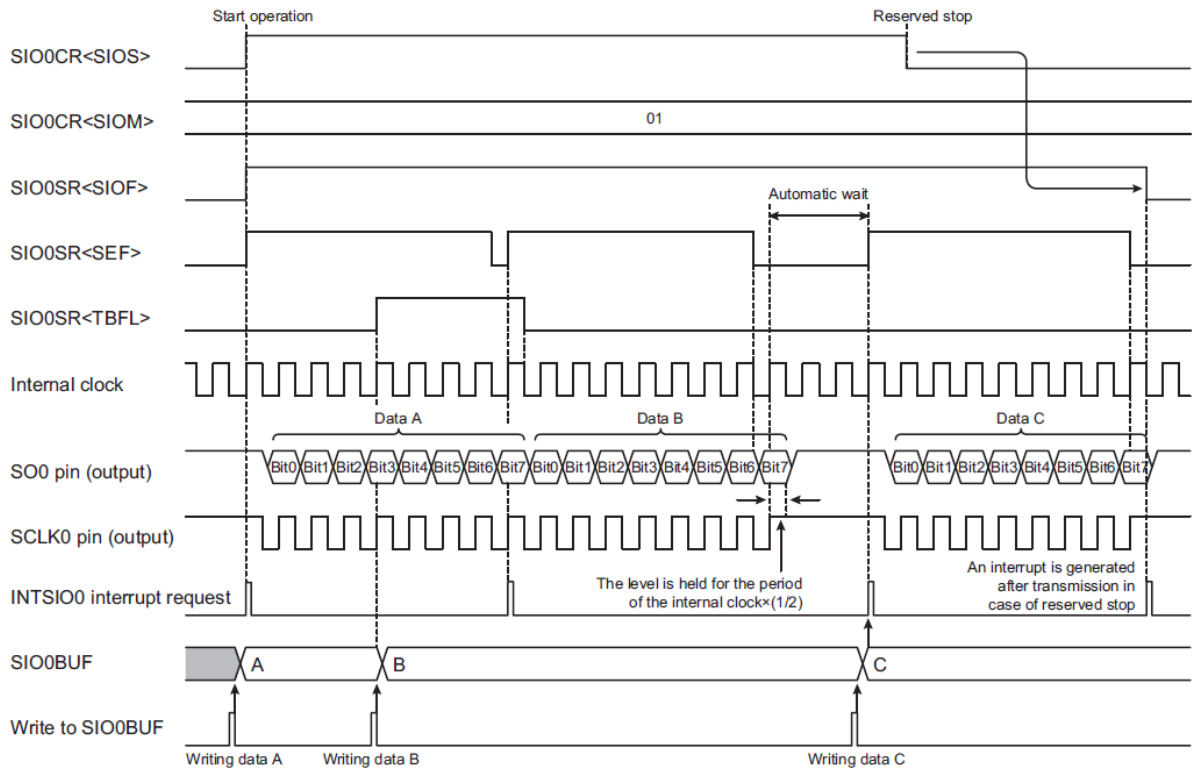 Start operation
Reserved stop
SIO0CR<SIOS>
SIO0CR<SIOM>
01
SIO0SR<SIOF>
Automatic wait
SIO0SR<SEF>
SIO0SR<TBFL>
Internal clock
Data A
Data B
Data C
SO0 pin (output)
Bit0 Bit1 Bit2 Bit3 Bit4 Bit5 Bit6 Bit7 Bit0 Bit1 Bit2 Bit3 Bit4 Bit5 Bit6 Bit7 Bit0 Bit1 Bit2 Bit3 Bit4 Bit5 Bit6 Bit7
SCLK0 pin (output)
The level is held for the period
of the internal clock×(1/2)
An interrupt is generated
after transmission in
case of reserved stop
INTSIO0 interrupt request
SIO0BUF
A
B
C
Write to SIO0BUF
Writing data A
Writing data B
Writing data C